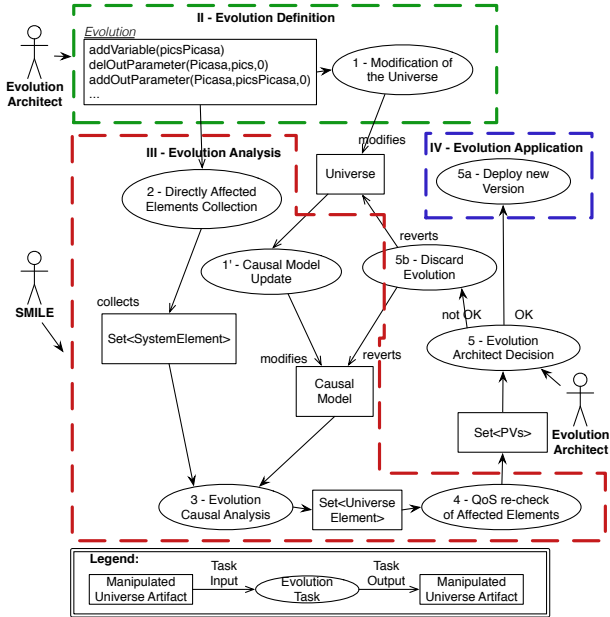 II - Evolution Definition
Evolution
addVariable(picsPicasa)
delOutParameter(Picasa,pics,0)
addOutParameter(Picasa,picsPicasa,0)
...
Evolution
Architect
1 - Modification of
the Universe
modifies
III - Evolution Analysis
IV - Evolution Application
2 - Directly Affected
Elements Collection
Universe
5a - Deploy new
Version
reverts
1' - Causal Model
Update
5b - Discard
Evolution
SMILE
collects
not OK
OK
Set<SystemElement>
modifies
reverts
5 - Evolution
Architect Decision
Causal
Model
Set<PVs>
Evolution
Architect
3 - Evolution
Causal Analysis
Set<Universe
Element>
4 - QoS re-check
of Affected Elements
Legend:
Manipulated
Universe Artifact
Task
Input
Evolution
Task
Task
Output
Manipulated
Universe Artifact